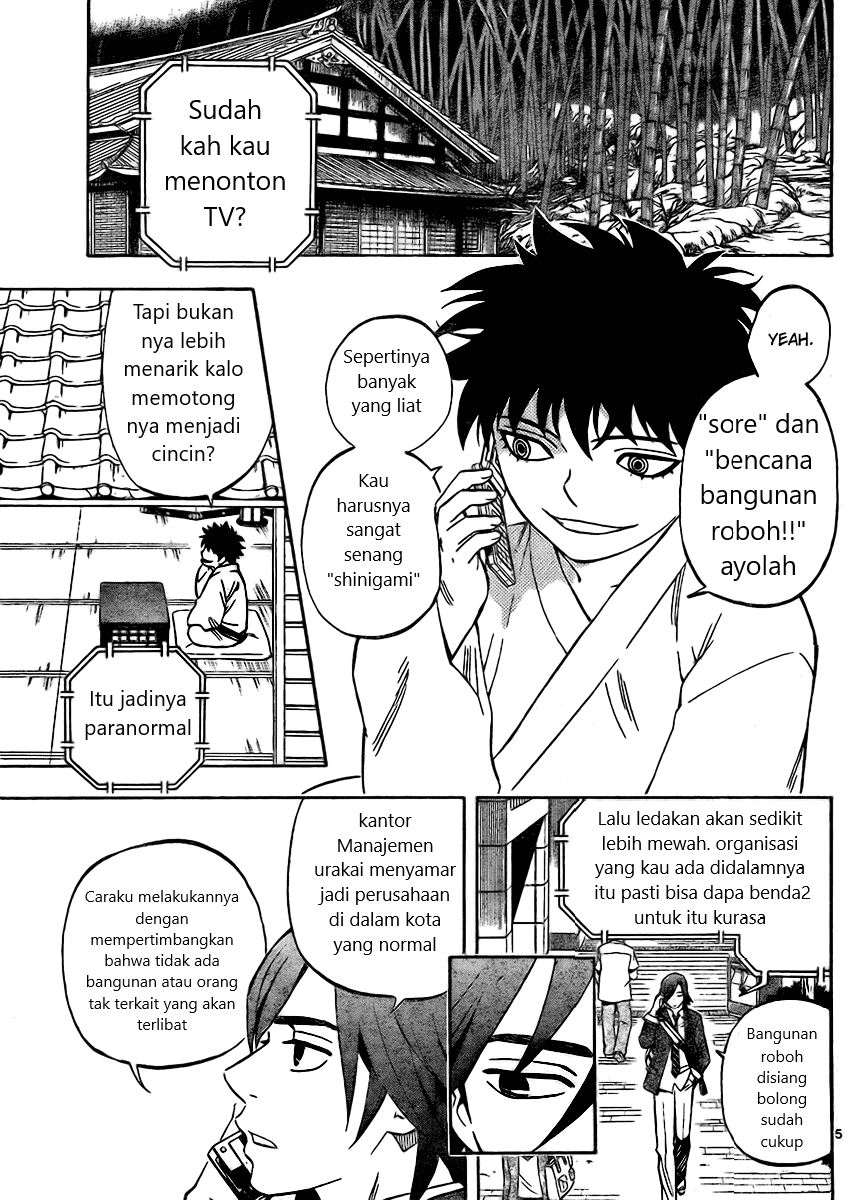 Sudah
kah kau
menonton
TV?
YEAH.
"sore" dan
"bencana
bangunan
roboh!!"
ayolah
Sepertinya
banyak
yang liat
Kau
harusnya
sangat
senang
"shinigami"
Tapi bukan
nya lebih
menarik kalo
memotong
nya menjadi
cincin?
Itu jadinya
paranormal
Lalu ledakan akan sedikit
lebih mewah. organisasi
yang kau ada didalamnya
itu pasti bisa dapa benda2
untuk itu kurasa
Bangunan
roboh
disiang
bolong
sudah
cukup
kantor
Manajemen
urakai menyamar
jadi perusahaan
di dalam kota
yang normal
Caraku melakukannya
dengan
mempertimbangkan
bahwa tidak ada
bangunan atau orang
tak terkait yang akan
terlibat
5